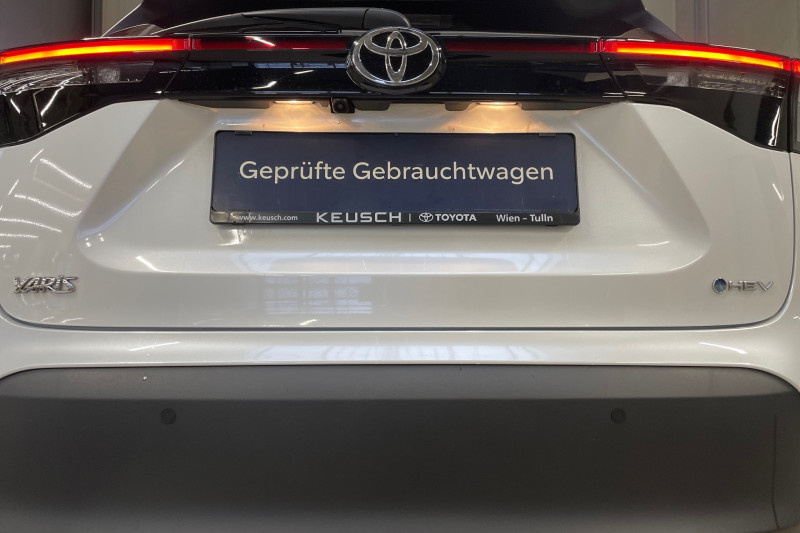 Geprüfte Gebrauchtwagen
www.keusch.com KEUSCH | TOYOTA Wien - Tulln
YARIS HEV